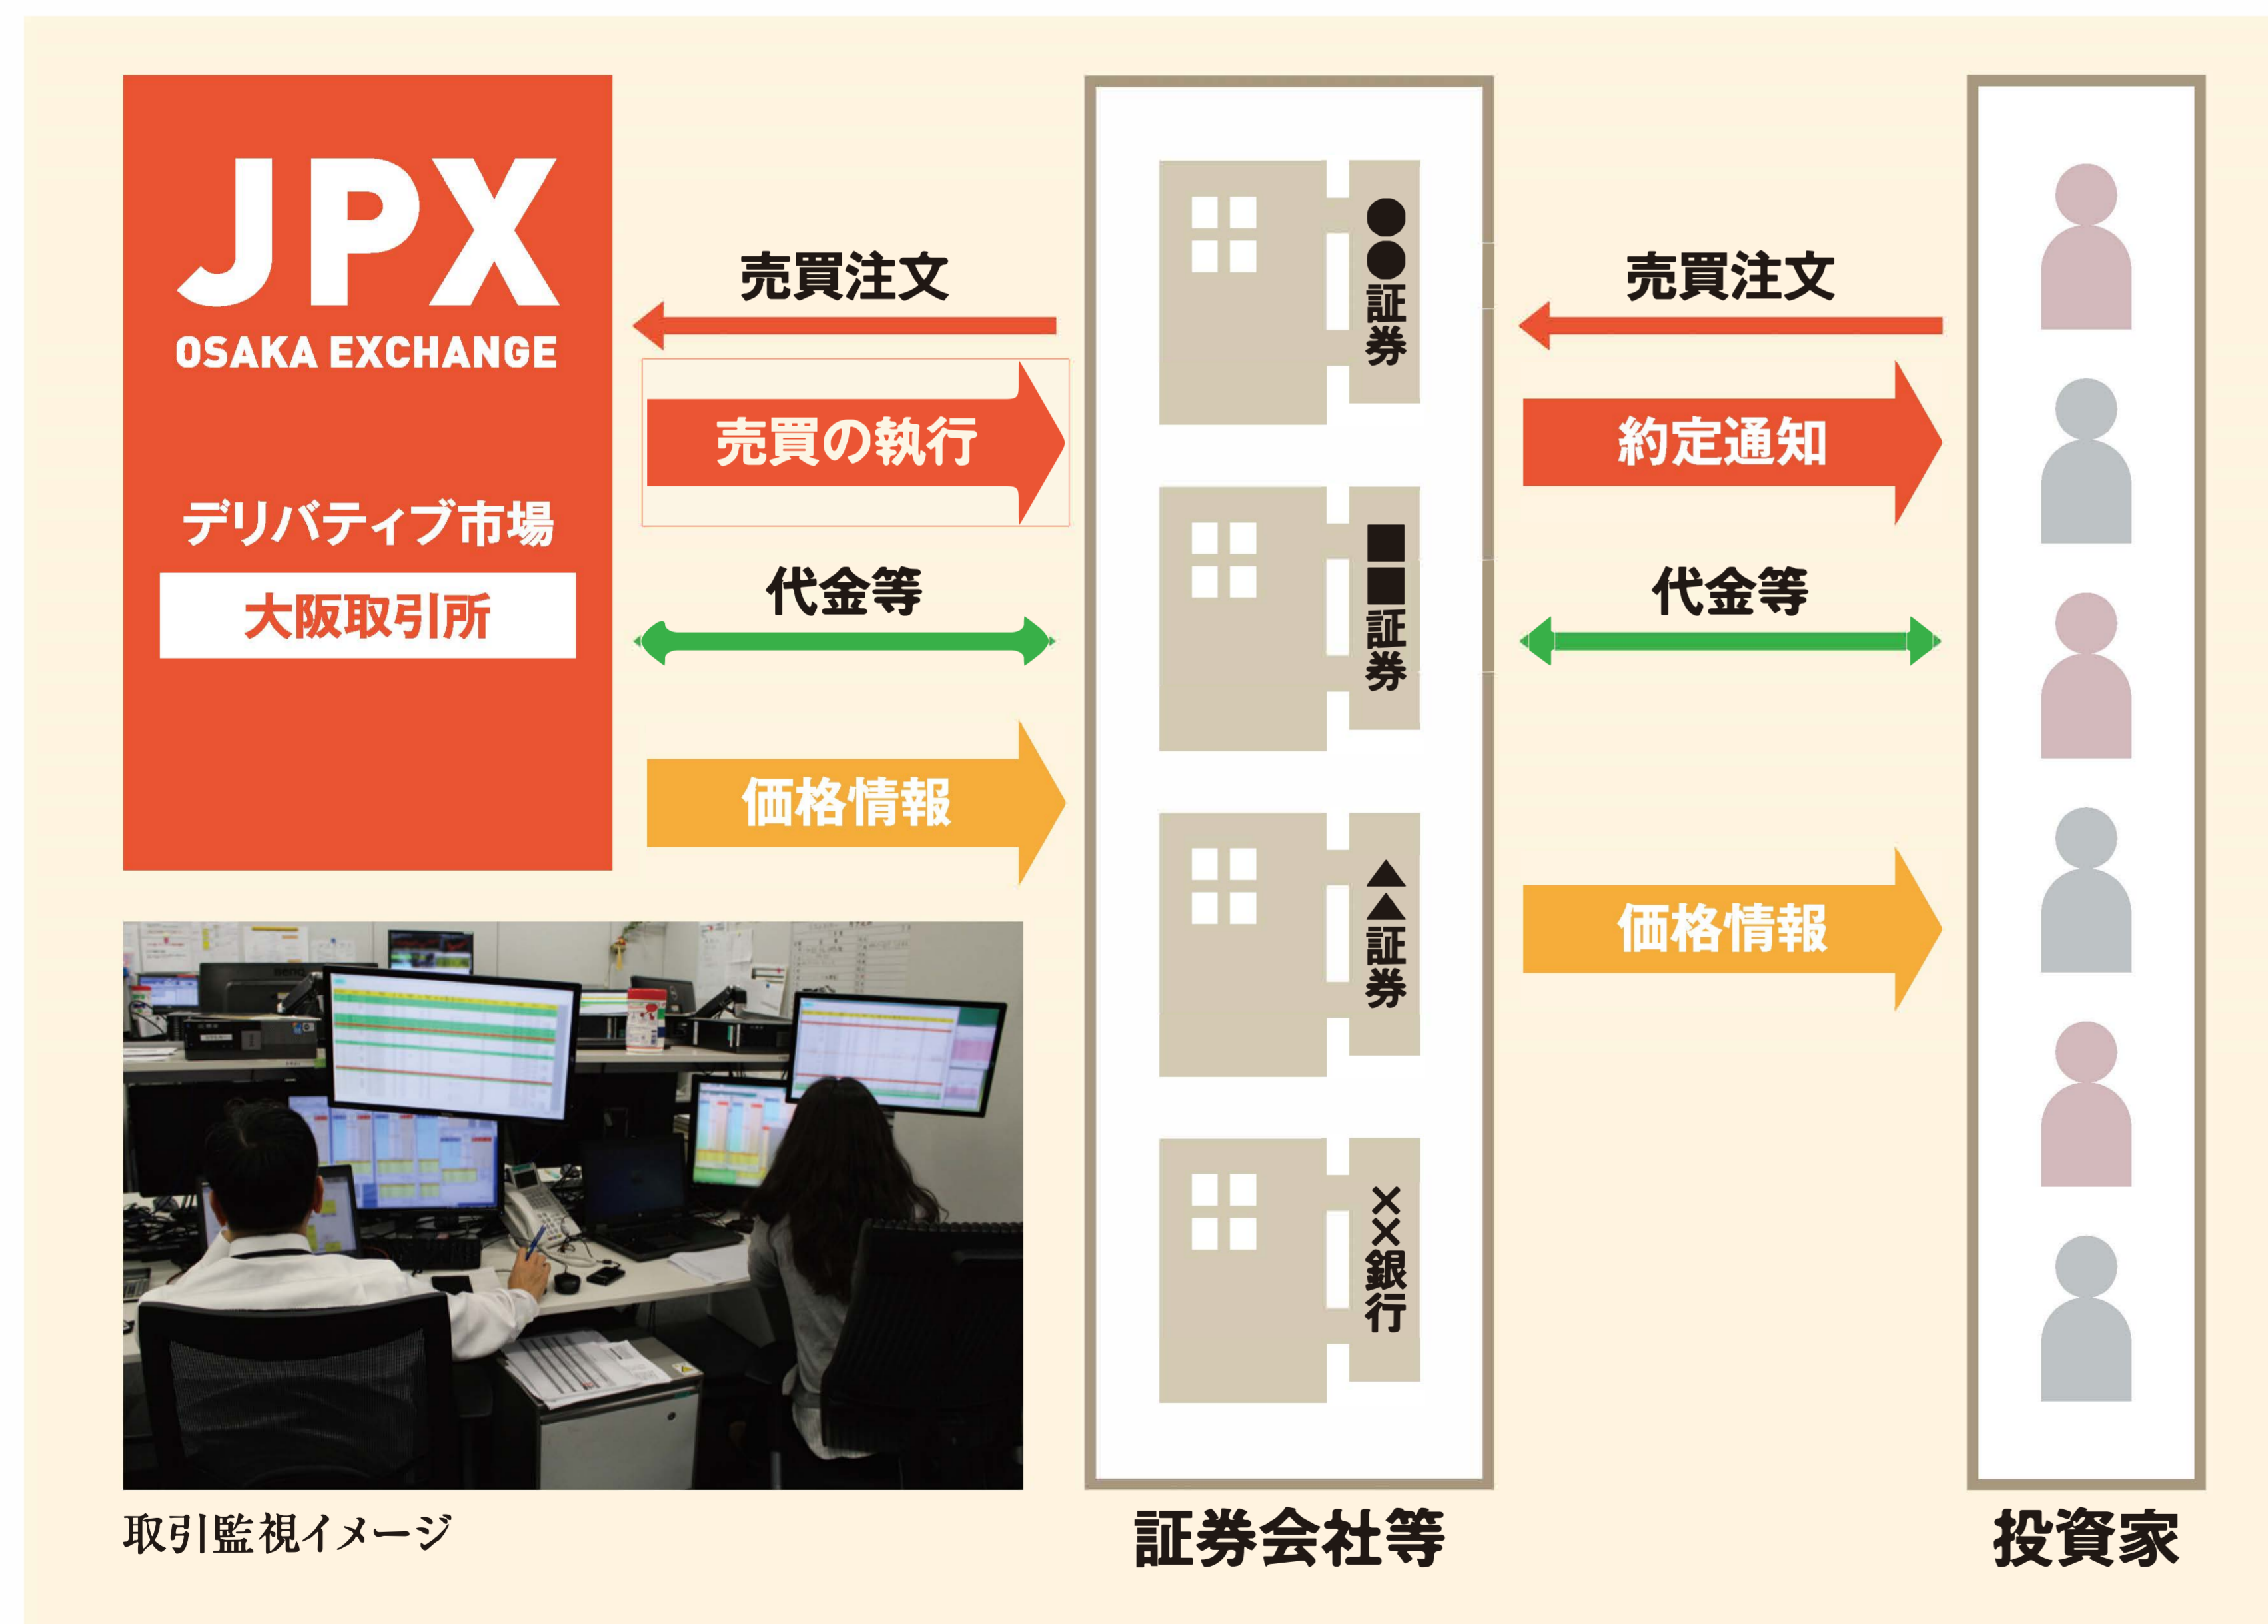 JPX
OSAKA EXCHANGE
デリバティブ市場
大阪取引所
売買注文
売買の執行
代金等
価格情報
●●証券
■■証券
▲▲証券
××銀行
売買注文
約定通知
代金等
価格情報
取引監視イメージ
証券会社等
投資家